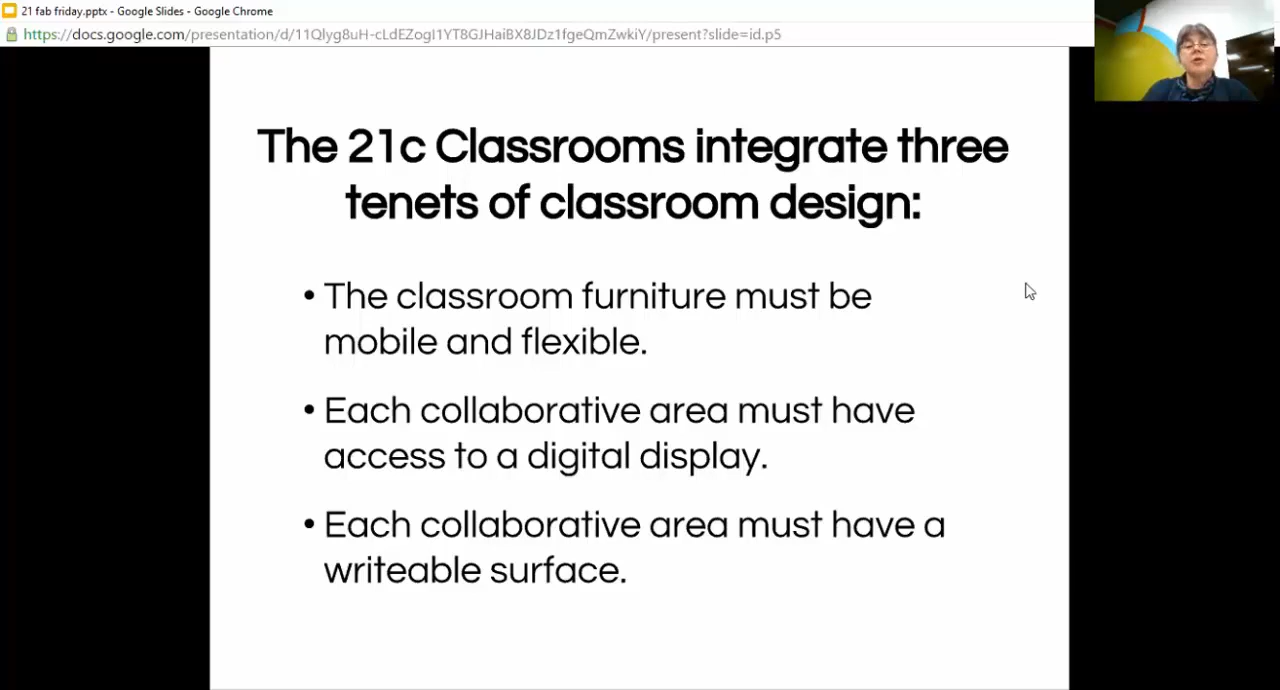 21 fab friday.pptx - Google Slides - Google Chrome
https://docs.google.com/presentation/d/11Qlyg8uH-cLdEZogI1YT8GJHaiBX8JDz1fgeQmZwkiY/present?slide=id.p5
The 21c Classrooms integrate three
tenets of classroom design:
• The classroom furniture must be
mobile and flexible.
• Each collaborative area must have
access to a digital display.
• Each collaborative area must have a
writeable surface.